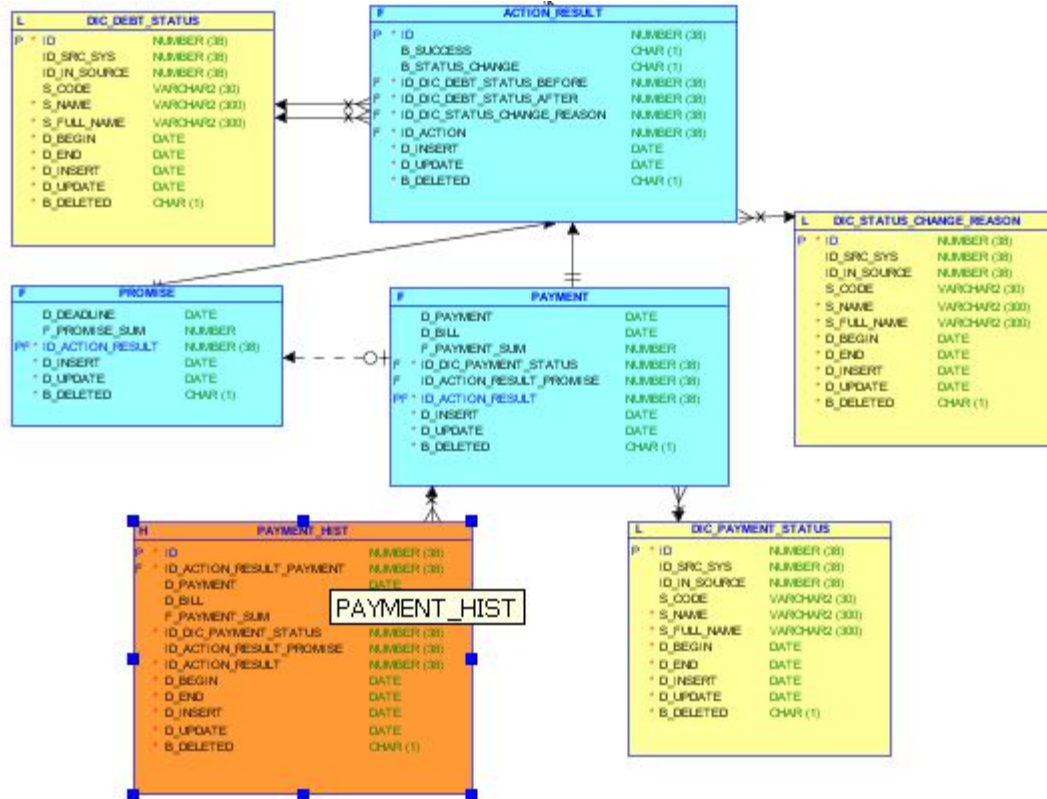 L DIC_DEBT_STATUS
P * ID NUMBER (38)
ID_SRC_SYS NUMBER (38)
ID_IN_SOURCE NUMBER (38)
S_CODE VARCHAR2 (30)
* S_NAME VARCHAR2 (300)
* S_FULL_NAME VARCHAR2 (300)
* D_BEGIN DATE
* D_END DATE
* D_INSERT DATE
* D_UPDATE DATE
* B_DELETED CHAR (1)
F ACTION_RESULT
P * ID NUMBER (38)
B_SUCCESS CHAR (1)
B_STATUS_CHANGE CHAR (1)
F * ID_DIC_DEBT_STATUS_BEFORE NUMBER (38)
F * ID_DIC_DEBT_STATUS_AFTER NUMBER (38)
F * ID_DIC_STATUS_CHANGE_REASON NUMBER (38)
F * ID_ACTION NUMBER (38)
* D_INSERT DATE
* D_UPDATE DATE
* B_DELETED CHAR (1)
L DIC_STATUS_CHANGE_REASON
P * ID NUMBER (38)
ID_SRC_SYS NUMBER (38)
ID_IN_SOURCE NUMBER (38)
S_CODE VARCHAR2 (30)
* S_NAME VARCHAR2 (300)
* S_FULL_NAME VARCHAR2 (300)
* D_BEGIN DATE
* D_END DATE
* D_INSERT DATE
* D_UPDATE DATE
* B_DELETED CHAR (1)
F PROMISE
D_DEADLINE DATE
F_PROMISE_SUM NUMBER
PF * ID_ACTION_RESULT NUMBER (38)
* D_INSERT DATE
* D_UPDATE DATE
* B_DELETED CHAR (1)
F PAYMENT
D_PAYMENT DATE
D_BILL DATE
F_PAYMENT_SUM NUMBER
F * ID_DIC_PAYMENT_STATUS NUMBER (38)
F ID_ACTION_RESULT_PROMISE NUMBER (38)
PF * ID_ACTION_RESULT NUMBER (38)
* D_INSERT DATE
* D_UPDATE DATE
* B_DELETED CHAR (1)
H PAYMENT_HIST
P * ID NUMBER (38)
F * ID_ACTION_RESULT_PAYMENT NUMBER (38)
D_PAYMENT DATE
D_BILL
F_PAYMENT_SUM
PAYMENT_HIST
* ID_DIC_PAYMENT_STATUS NUMBER (38)
ID_ACTION_RESULT_PROMISE NUMBER (38)
* ID_ACTION_RESULT NUMBER (38)
* D_BEGIN DATE
* D_END DATE
* D_INSERT DATE
* D_UPDATE DATE
* B_DELETED CHAR (1)
L DIC_PAYMENT_STATUS
P * ID NUMBER (38)
ID_SRC_SYS NUMBER (38)
ID_IN_SOURCE NUMBER (38)
S_CODE VARCHAR2 (30)
* S_NAME VARCHAR2 (300)
* S_FULL_NAME VARCHAR2 (300)
* D_BEGIN DATE
* D_END DATE
* D_INSERT DATE
* D_UPDATE DATE
* B_DELETED CHAR (1)